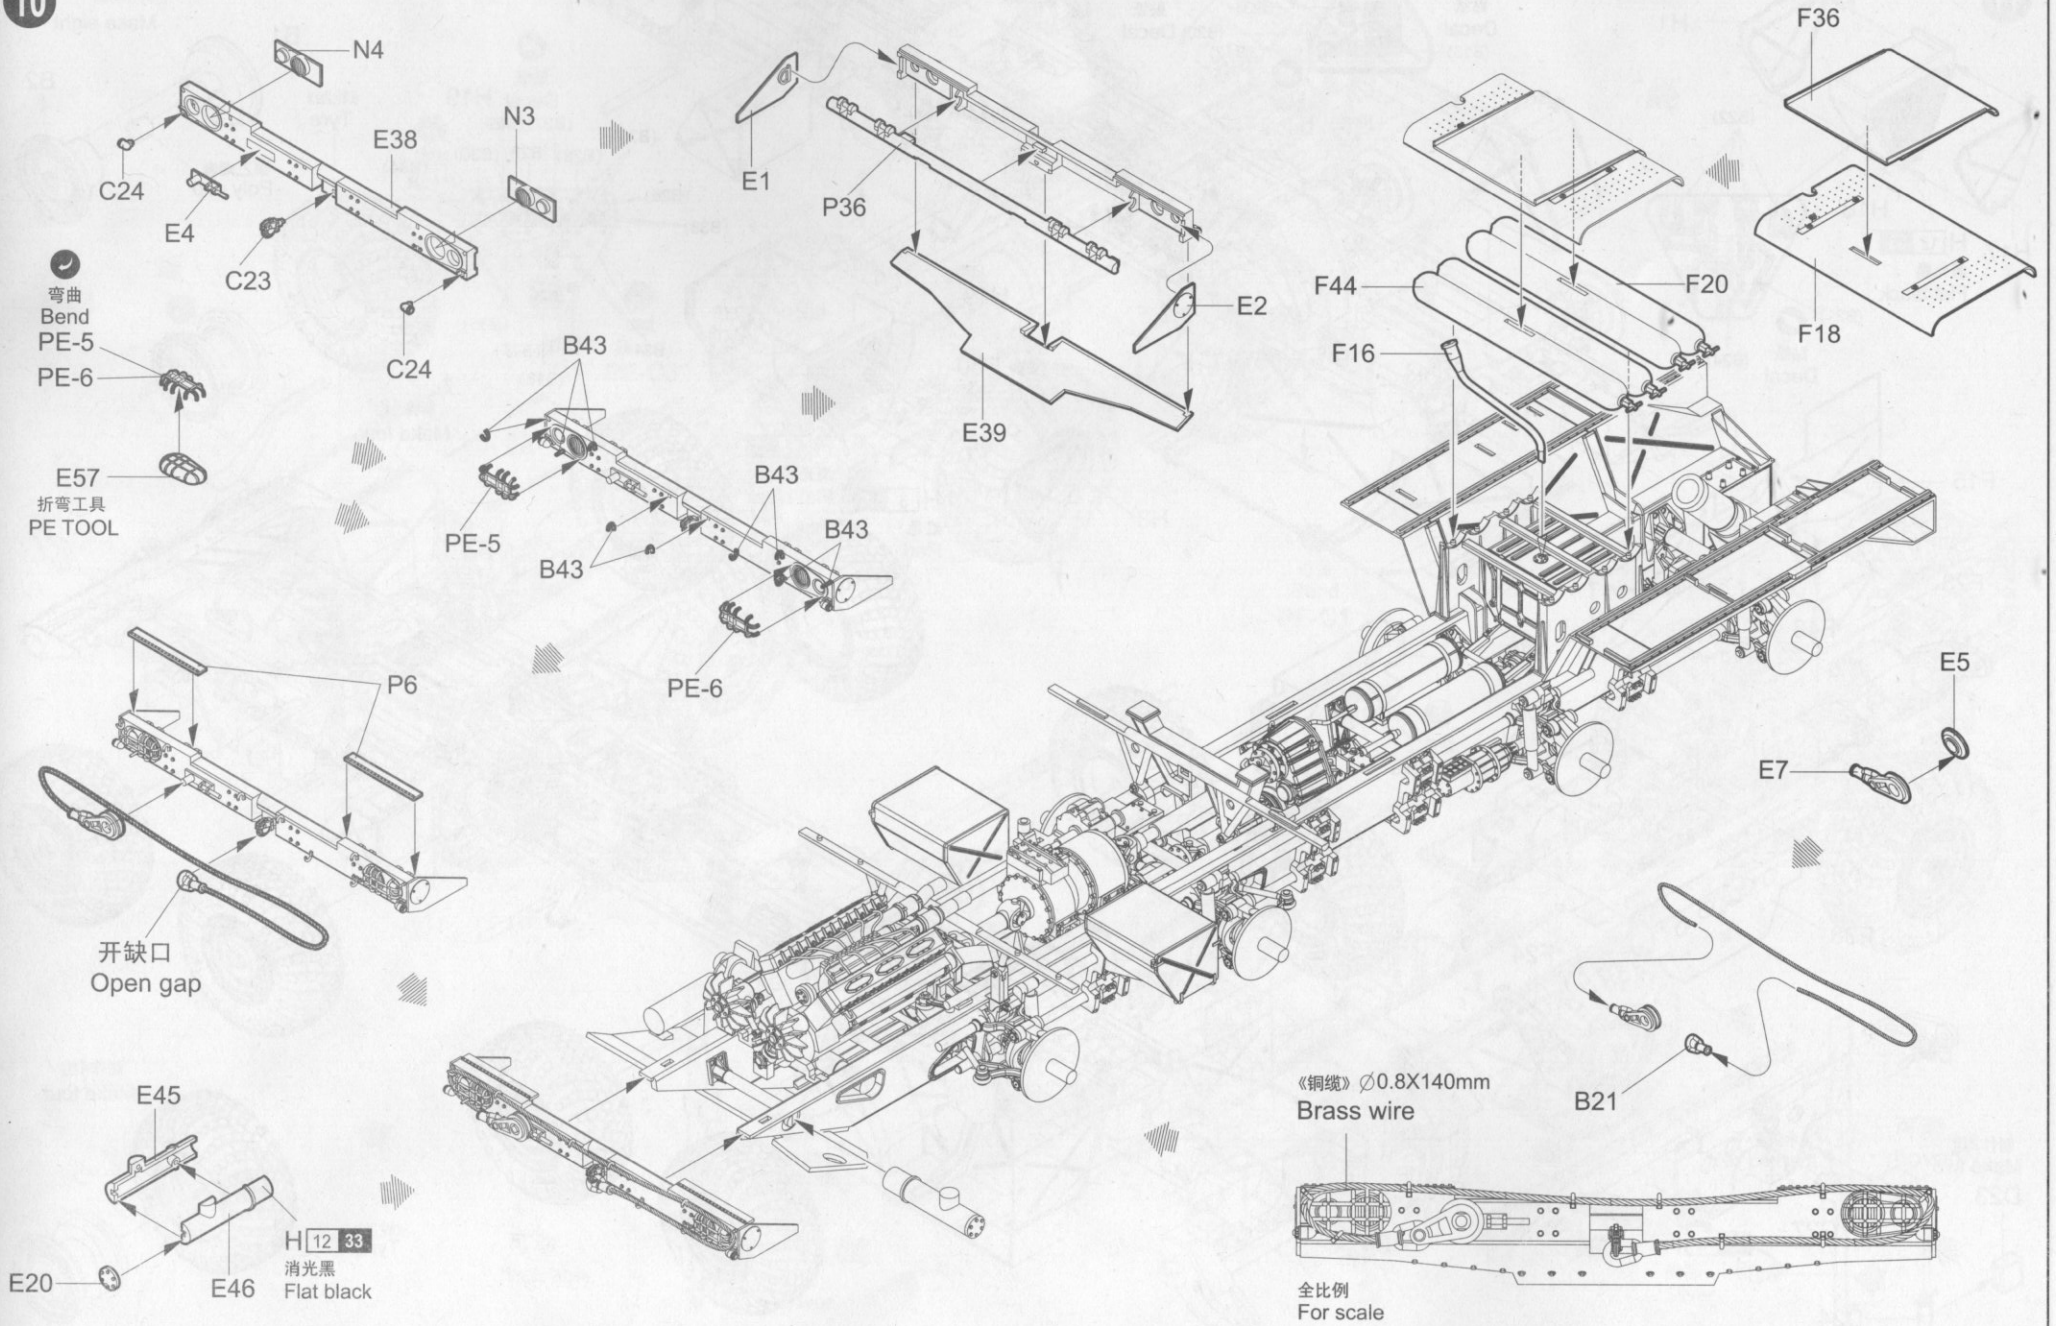 10
N4
C24
E4
C23
E38
N3
C24
E1
P36
E2
E39
F36
F18
F44
F20
F16
弯曲
Bend
PE-5
PE-6
E57
折弯工具
PE TOOL
B43
PE-5
B43
B43
B43
PE-6
P6
开缺口
Open gap
E5
E7
B21
《铜缆》 ∅0.8X140mm
Brass wire
全比例
For scale
E45
E20
E46
H 12 33
消光黑
Flat black